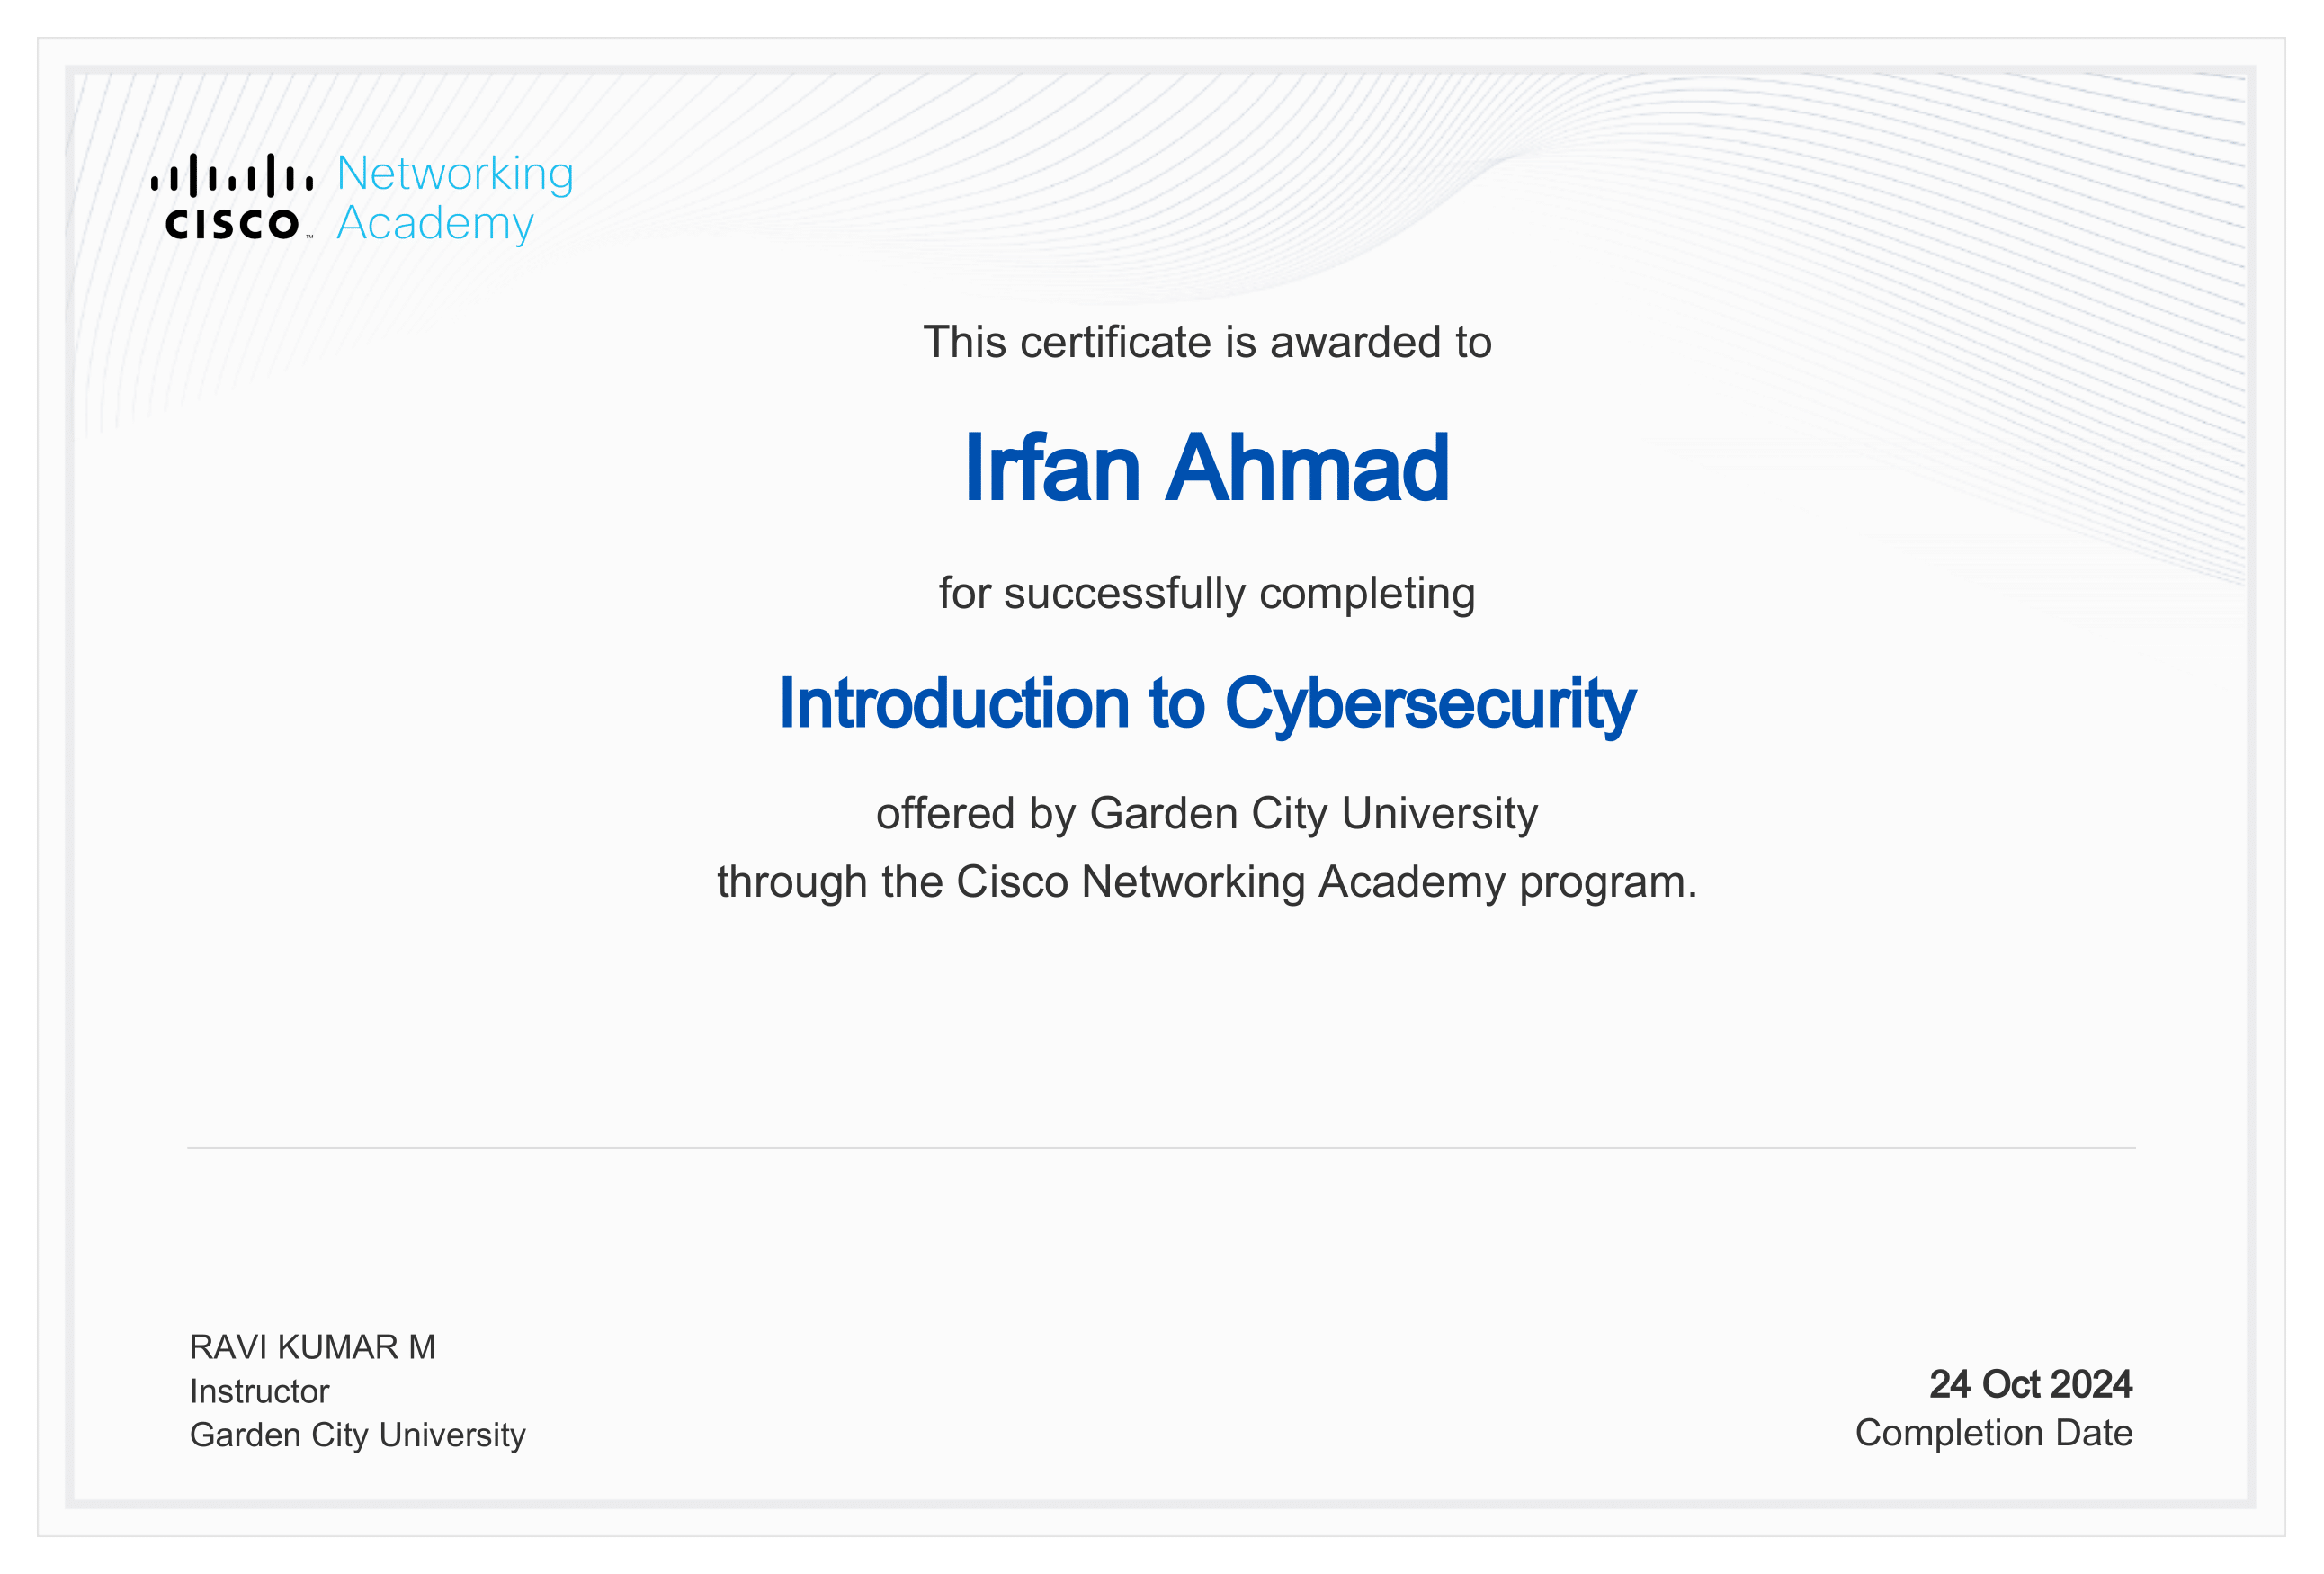 Networking
Academy
CISCO™
This certificate is awarded to
Irfan Ahmad
for successfully completing
Introduction to Cybersecurity
offered by Garden City University
through the Cisco Networking Academy program.
RAVI KUMAR M
Instructor
Garden City University
24 Oct 2024
Completion Date